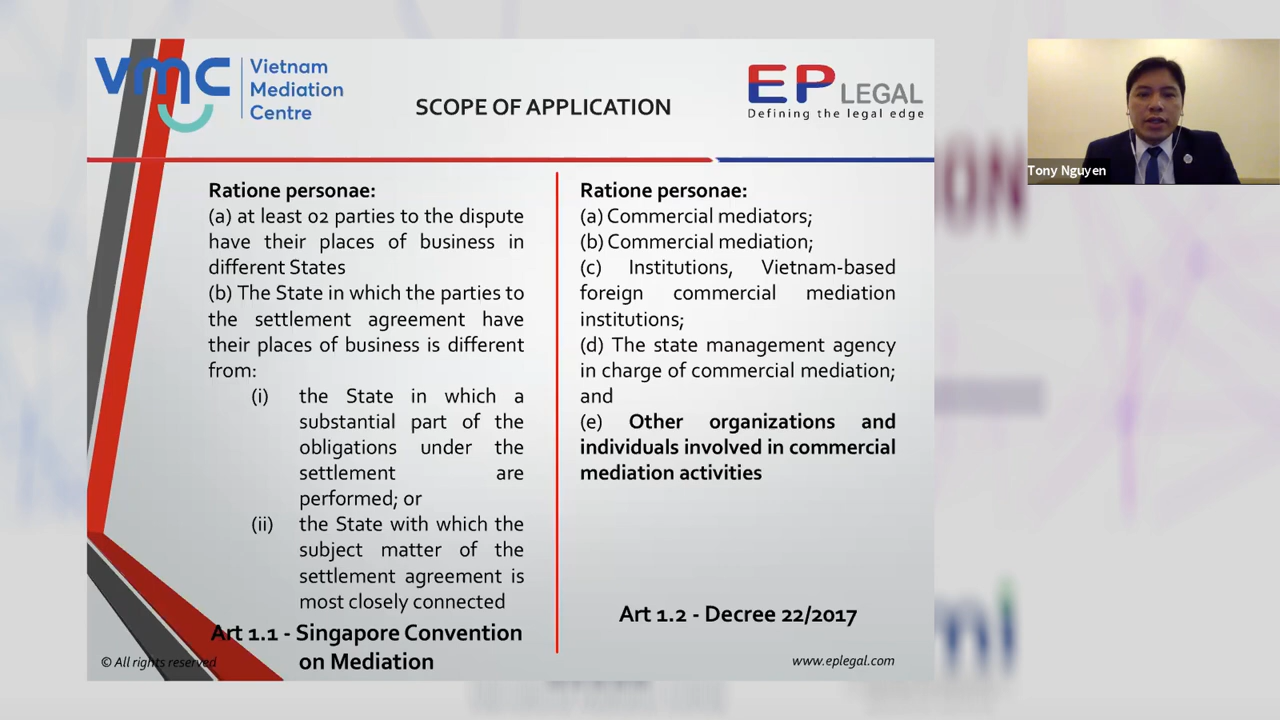 vmc
Vietnam
Mediation
Centre
SCOPE OF APPLICATION
EP LEGAL
Defining the legal edge
Ratione personae:
(a) at least 02 parties to the dispute
have their places of business in
different States
(b) The State in which the parties to
the settlement agreement have
their places of business is different
from:
(i) the State in which a
substantial part of the
obligations under the
settlement are
performed; or
(ii) the State with which the
subject matter of the
settlement agreement is
most closely connected
Art 1.1 - Singapore Convention
on Mediation
Ratione personae:
(a) Commercial mediators;
(b) Commercial mediation;
(c) Institutions, Vietnam-based
foreign commercial mediation
institutions;
(d) The state management agency
in charge of commercial mediation;
and
(e) Other organizations and
individuals involved in commercial
mediation activities
Art 1.2 - Decree 22/2017
© All rights reserved
www.eplegal.com
Tony Nguyen
ON